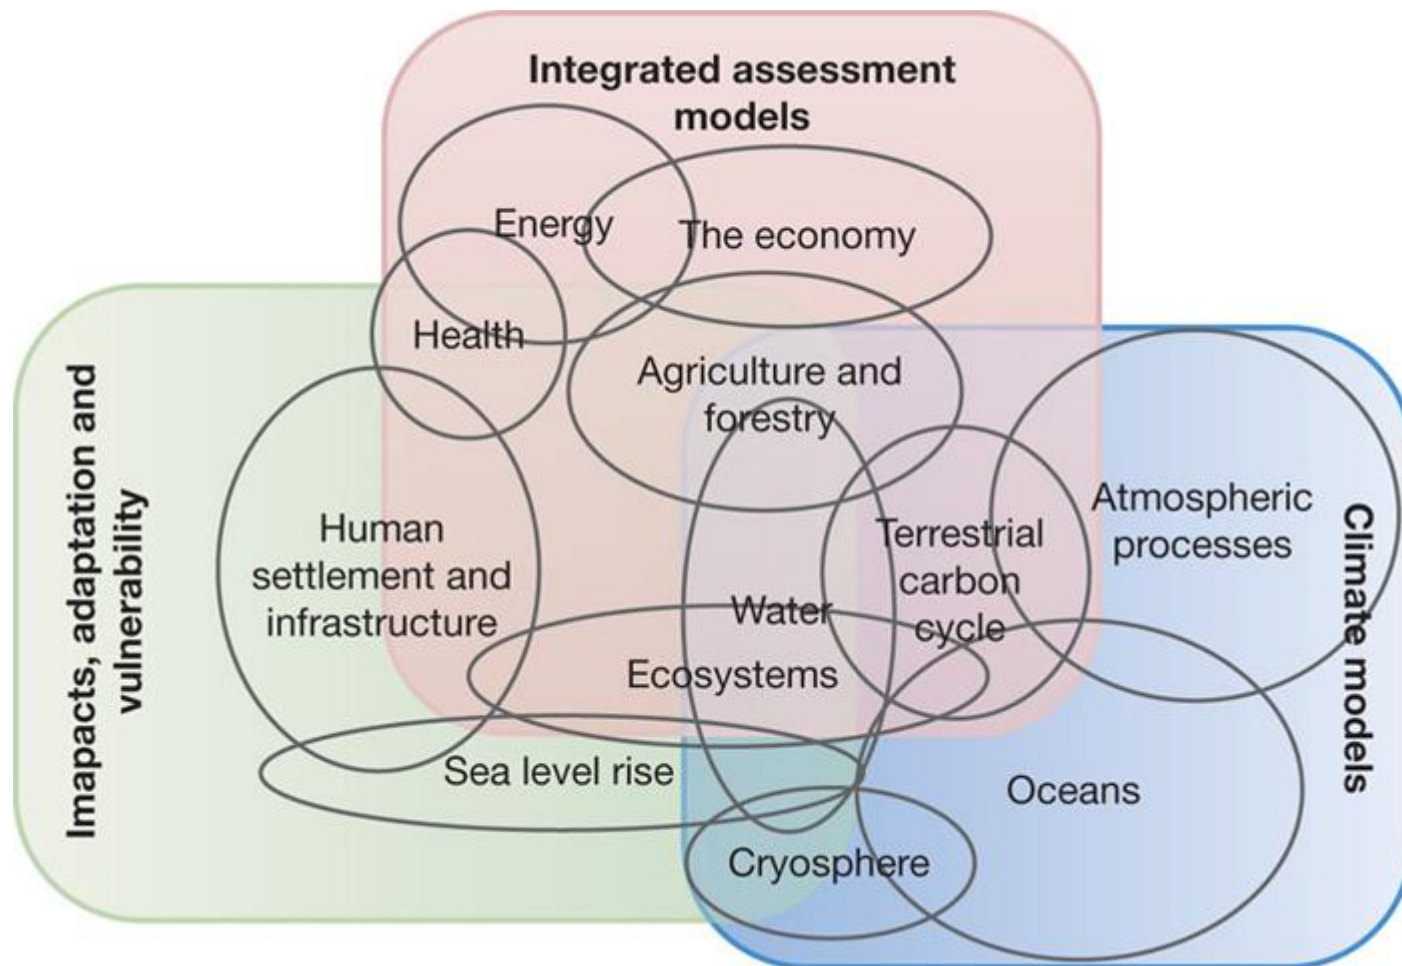 Integrated assessment
models
Energy
The economy
Health
Agriculture and
forestry
Imapacts, adaptation and
vulnerability
Human
settlement and
infrastructure
Water
Terrestrial
carbon
cycle
Atmospheric
processes
Climate models
Ecosystems
Sea level rise
Oceans
Cryosphere